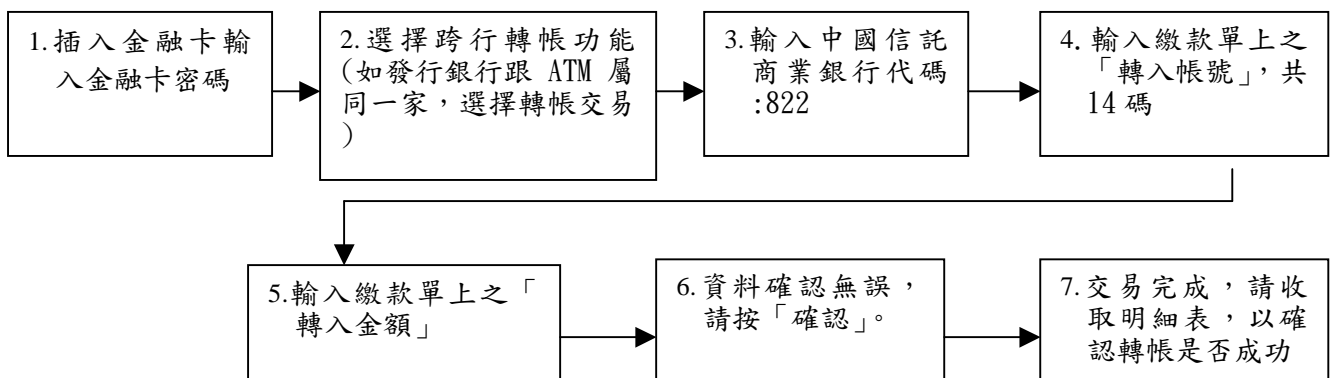 1.插入金融卡輸
入金融卡密碼
2.選擇跨行轉帳功能
(如發行銀行跟 ATM 屬
同一家，選擇轉帳交易
)
3.輸入中國信託
商業銀行代碼
:822
4.輸入繳款單上之
「轉入帳號」，共
14 碼
5.輸入繳款單上之「
轉入金額」
6.資料確認無誤，
請按「確認」。
7.交易完成，請收
取明細表，以確
認轉帳是否成功